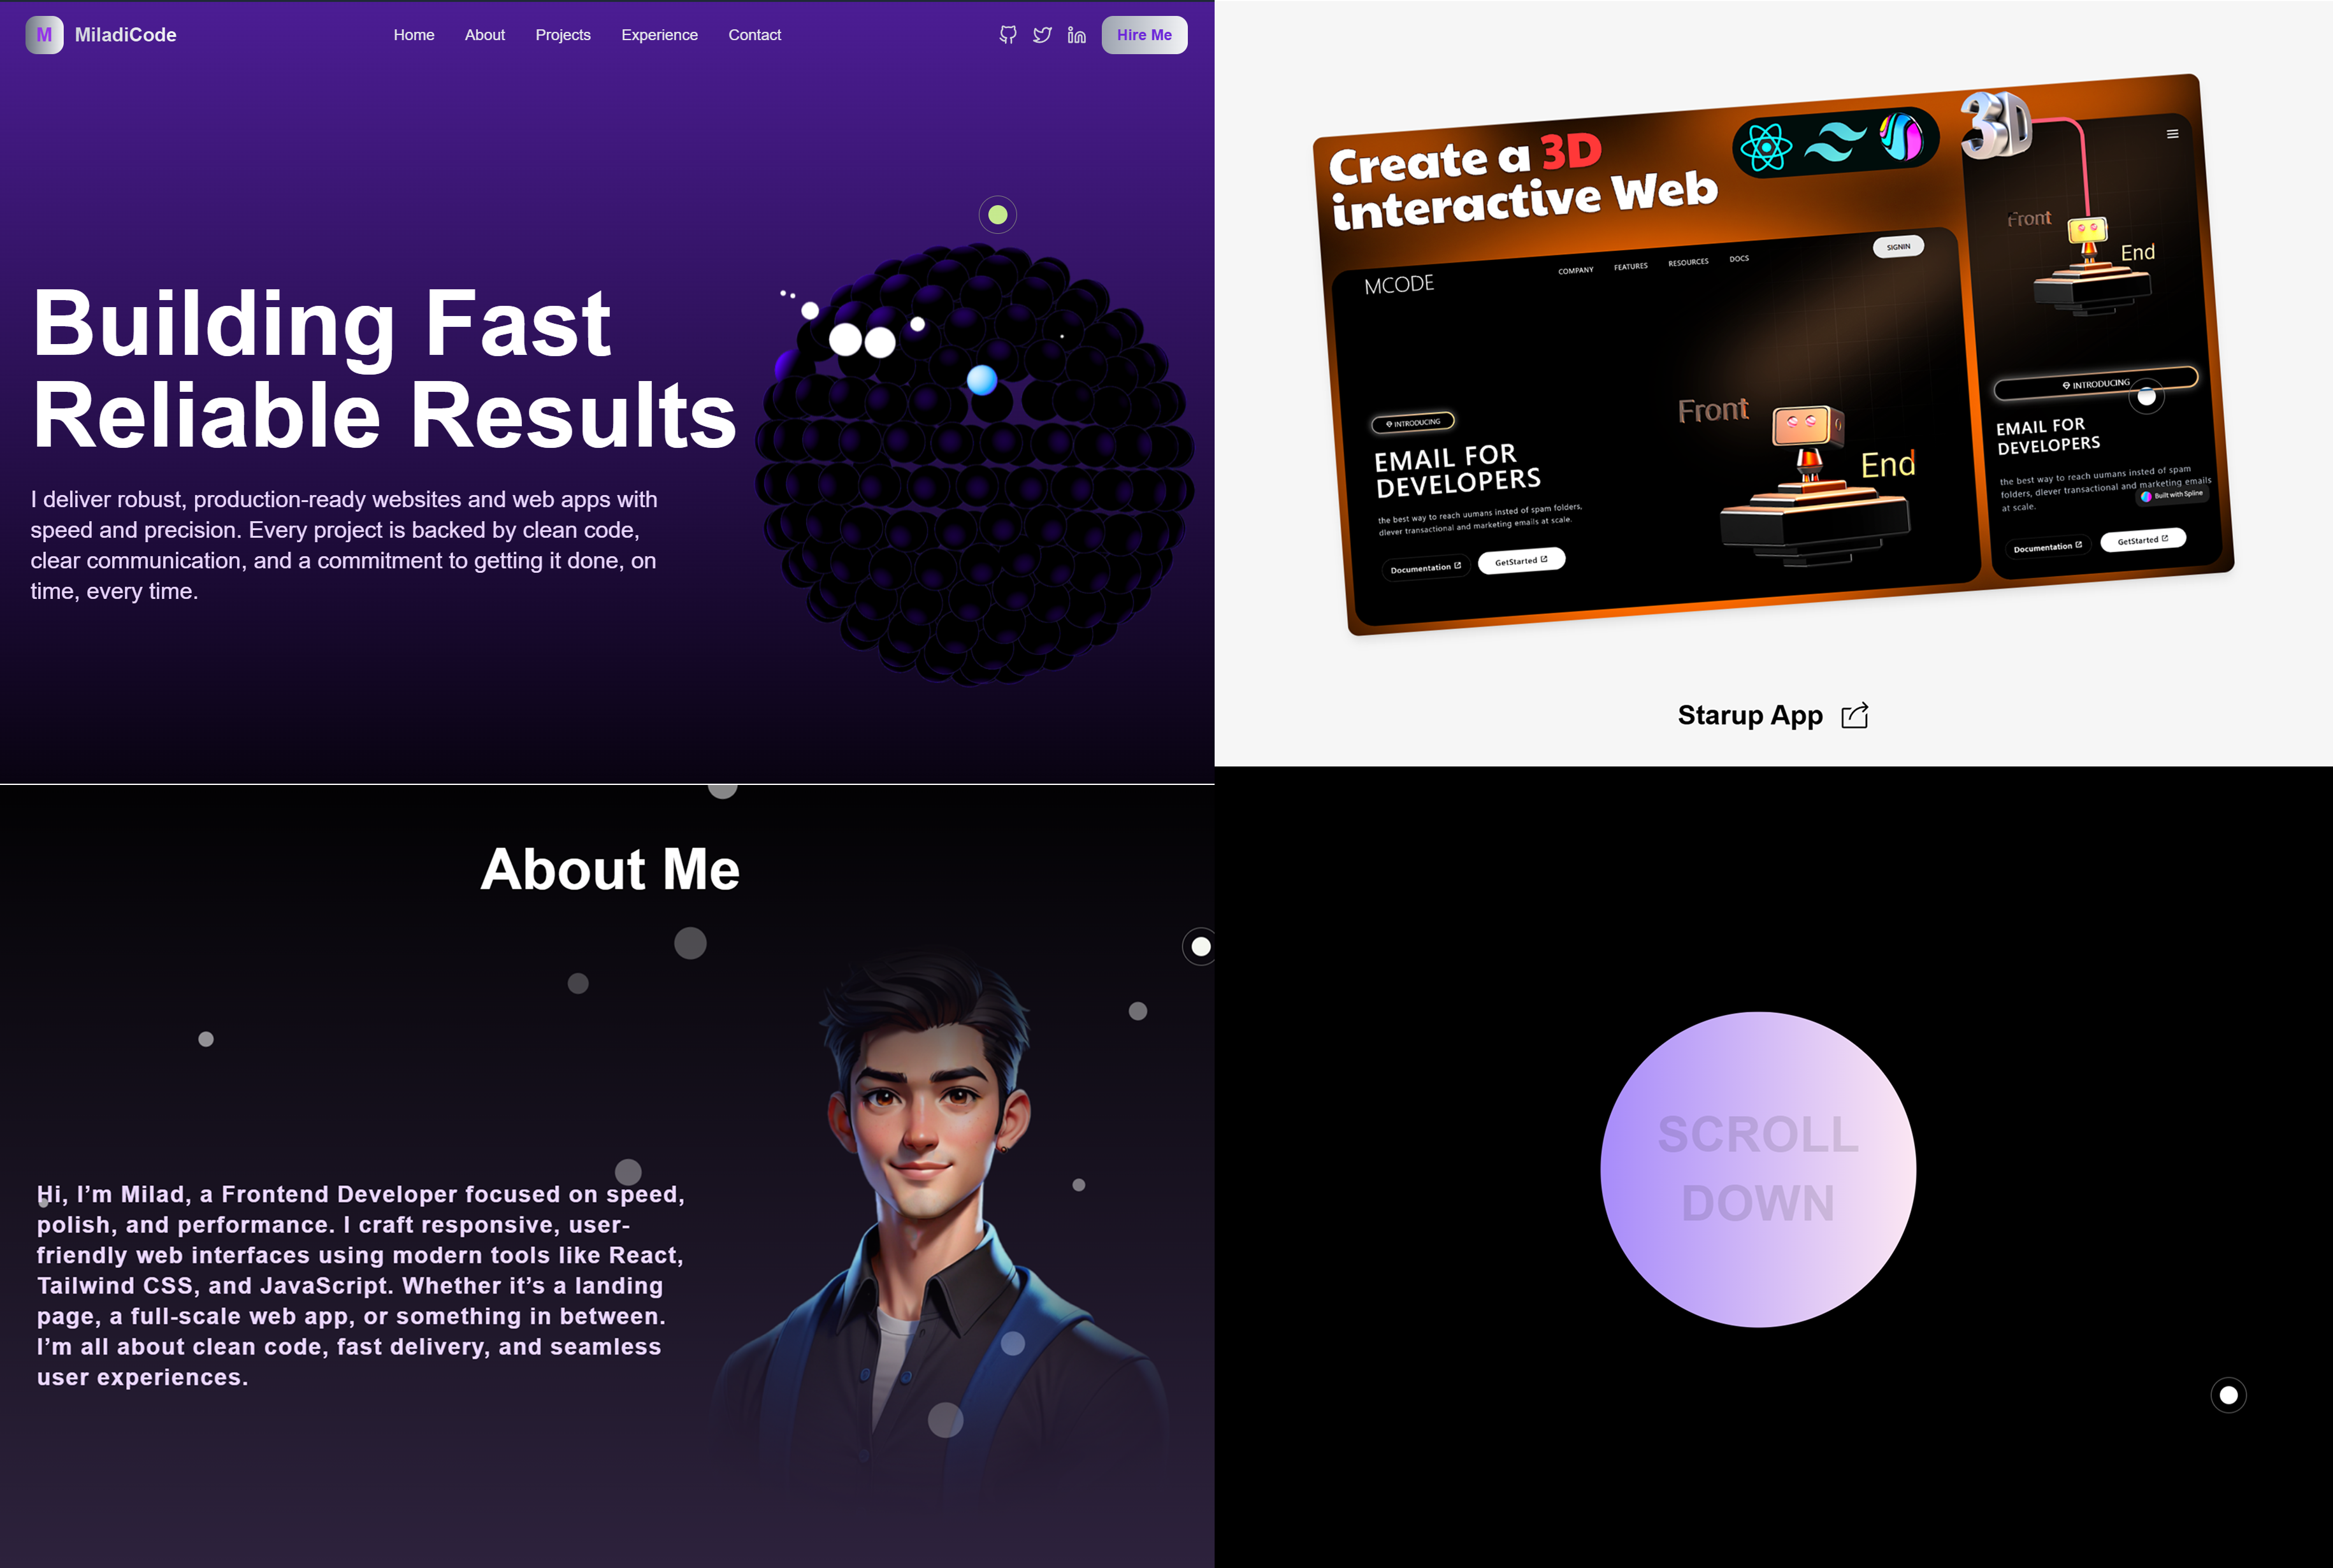 M MiladiCode
Home About Projects Experience Contact
Hire Me
Building Fast
Reliable Results
I deliver robust, production-ready websites and web apps with
speed and precision. Every project is backed by clean code,
clear communication, and a commitment to getting it done, on
time, every time.
Create a 3D
interactive Web
3D
MCODE
COMPANY FEATURES RESOURCES DOCS
SIGNIN
INTRODUCING
EMAIL FOR
DEVELOPERS
the best way to reach uumans insted of spam folders,
dlever transactional and marketing emails at scale.
Documentation GetStarted
Front
End
Front
End
INTRODUCING
EMAIL FOR
DEVELOPERS
the best way to reach uumans insted of spam
folders, dlever transactional and marketing emails
at scale.
Built with Spline
Documentation GetStarted
Starup App
About Me
Hi, I’m Milad, a Frontend Developer focused on speed,
polish, and performance. I craft responsive, user-
friendly web interfaces using modern tools like React,
Tailwind CSS, and JavaScript. Whether it’s a landing
page, a full-scale web app, or something in between.
I’m all about clean code, fast delivery, and seamless
user experiences.
SCROLL
DOWN